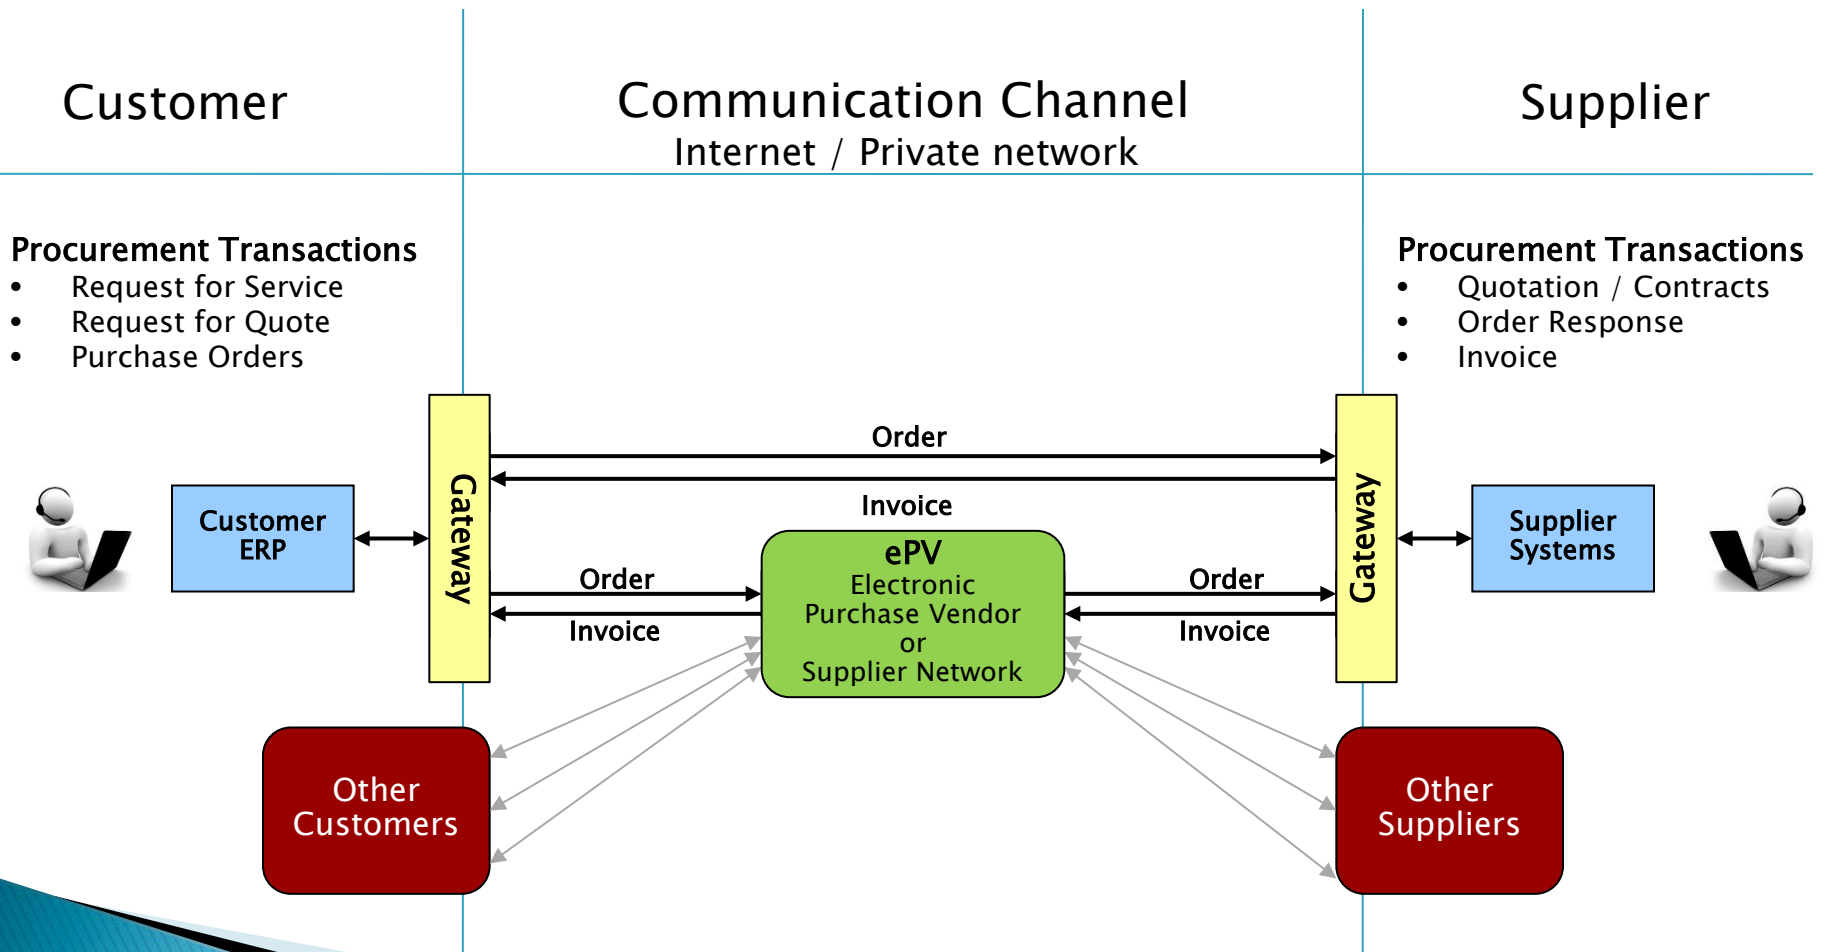 Customer
Communication Channel
Internet / Private network
Supplier
Procurement Transactions
• Request for Service
• Request for Quote
• Purchase Orders
Procurement Transactions
• Quotation / Contracts
• Order Response
• Invoice
Order
Invoice
Gateway
Gateway
Customer
ERP
Supplier
Systems
Order
Invoice
ePV
Electronic
Purchase Vendor
or
Supplier Network
Order
Invoice
Other
Customers
Other
Suppliers